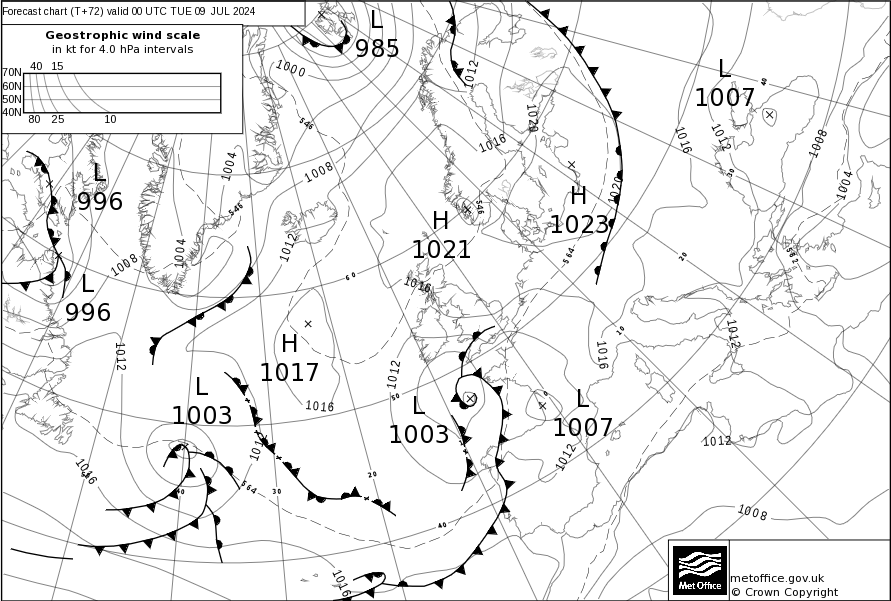 Forecast chart (T+72) valid 00 UTC TUE 09 JUL 2024
Geostrophic wind scale
in kt for 4.0 hPa intervals
40 15
70N
60N
50N
40N
80 25 10
L
985
L
1007
L
996
L
996
H
1021
H
1023
H
1017
L
1003
L
1003
L
1007
1000
1012
1016
1020
1016
1012
1008
1004
1020
546
1004
1008
546
546
1012
1004
1008
564
582
60
1016
1012
1012
1016
1012
1016
1012
1012
1016
564
1008
1016
40
30
20
10
50
40
30
20
40
0
metoffice.gov.uk
© Crown Copyright
Met Office